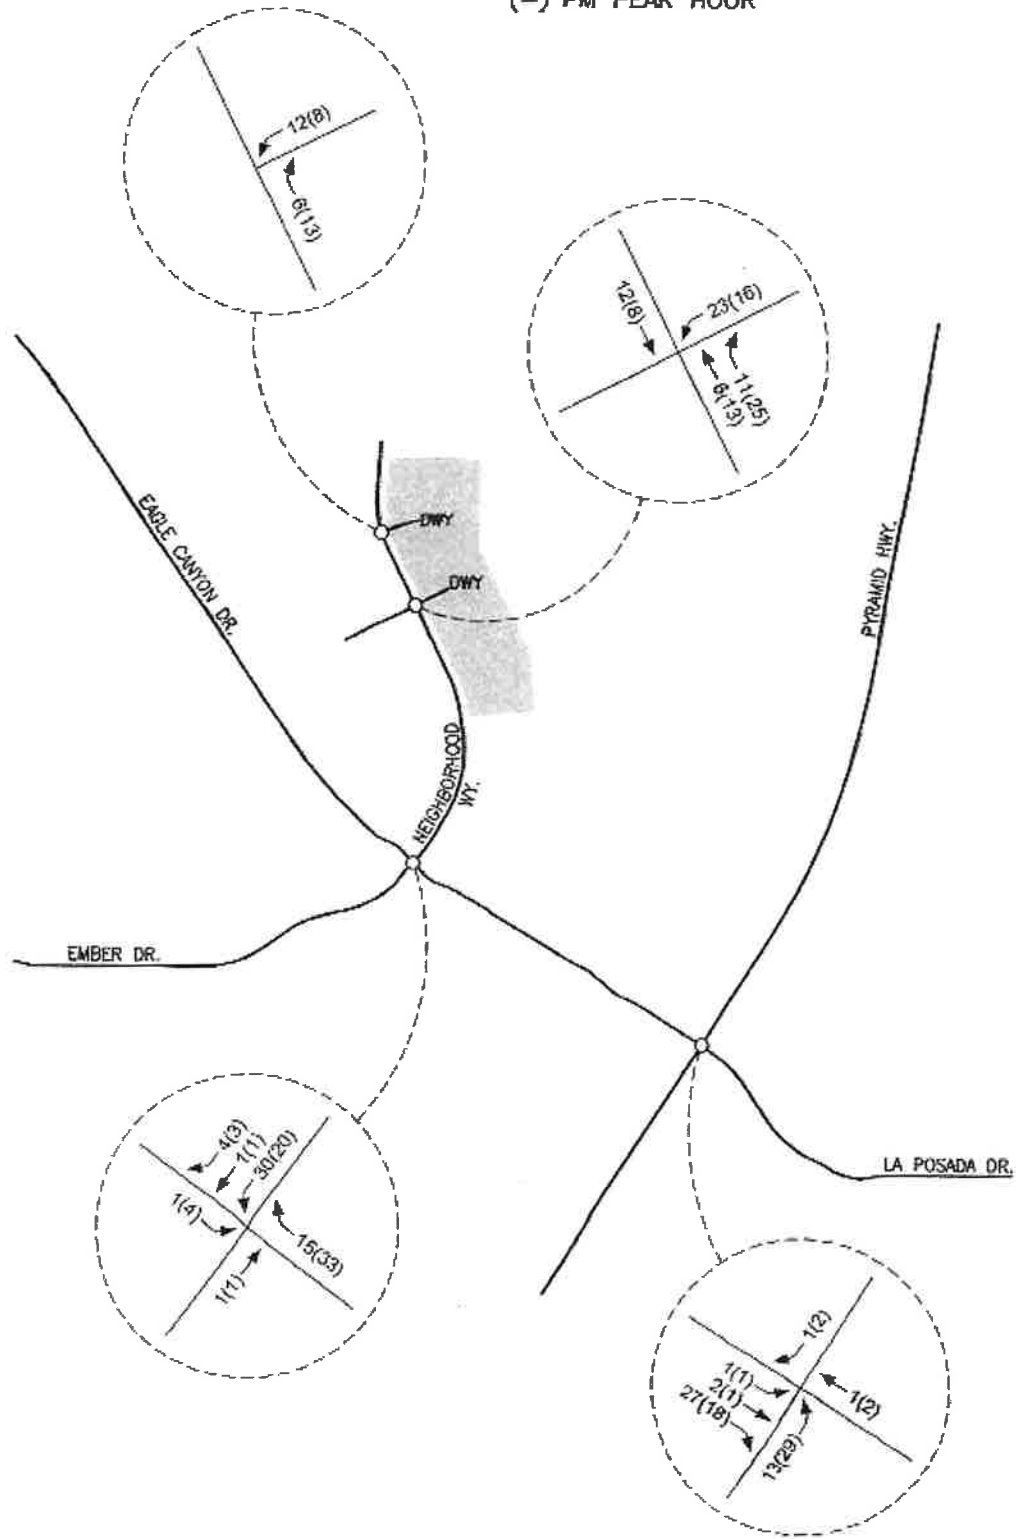 (–) PM PEAK HOUR
12(8)
6(13)
12(8)
23(16)
11(25)
6(13)
EAGLE CANYON DR.
DWY
DWY
PYRAMID HWY.
NEIGHBORHOOD
WY.
EMBER DR.
LA POSADA DR.
4(3)
1(1)
30(20)
1(4)
15(33)
1(1)
1(2)
1(1)
2(1)
27(18)
1(2)
13(29)